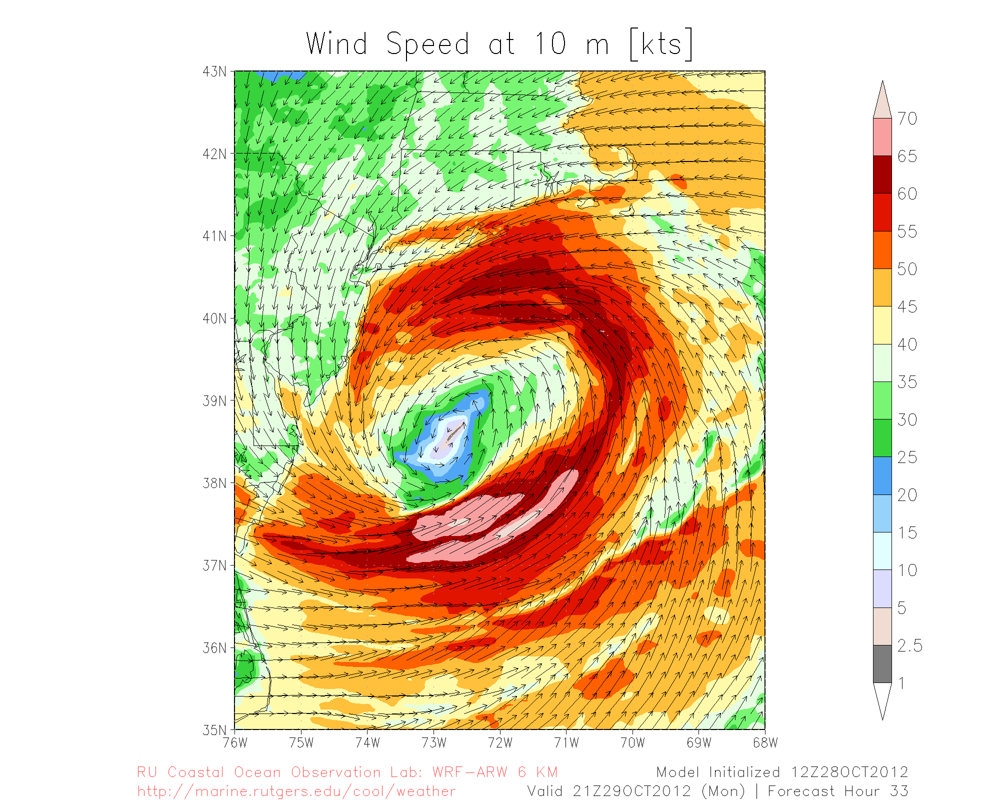 Wind Speed at 10 m [kts]
43N
42N
41N
40N
39N
38N
37N
36N
35N
76W 75W 74W 73W 72W 71W 70W 69W 68W
70
65
60
55
50
45
40
35
30
25
20
15
10
5
2.5
1
RU Coastal Ocean Observation Lab: WRF-ARW 6 KM
http://marine.rutgers.edu/cool/weather
Model Initialized 12Z28OCT2012
Valid 21Z29OCT2012 (Mon) | Forecast Hour 33